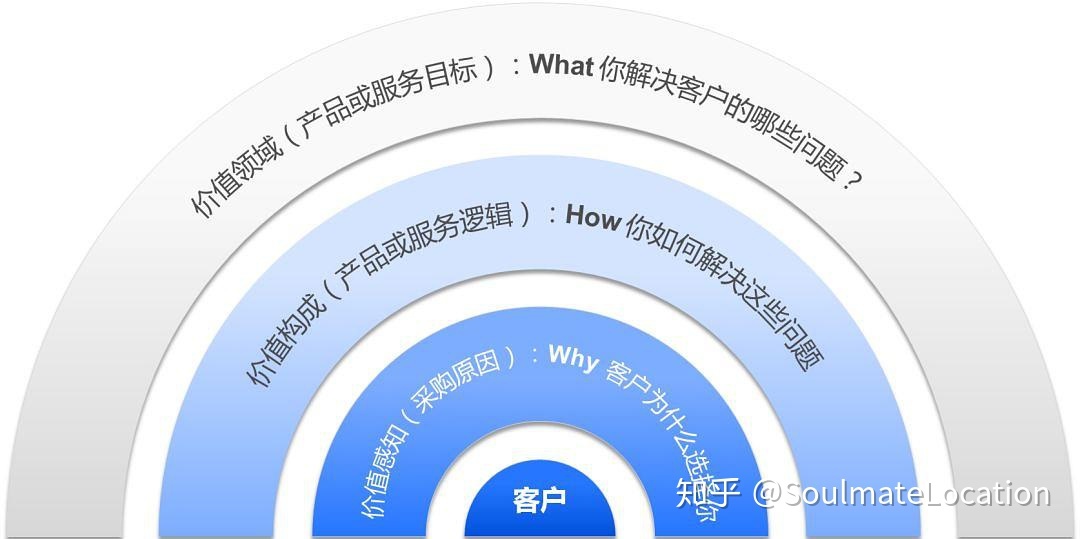 价值领域（产品或服务目标）：What 你解决客户的哪些问题？
价值构成（产品或服务逻辑）：How 你如何解决这些问题
价值感知（采购原因）：Why 客户为什么选择你
客户
知乎 @SoulmateLocation